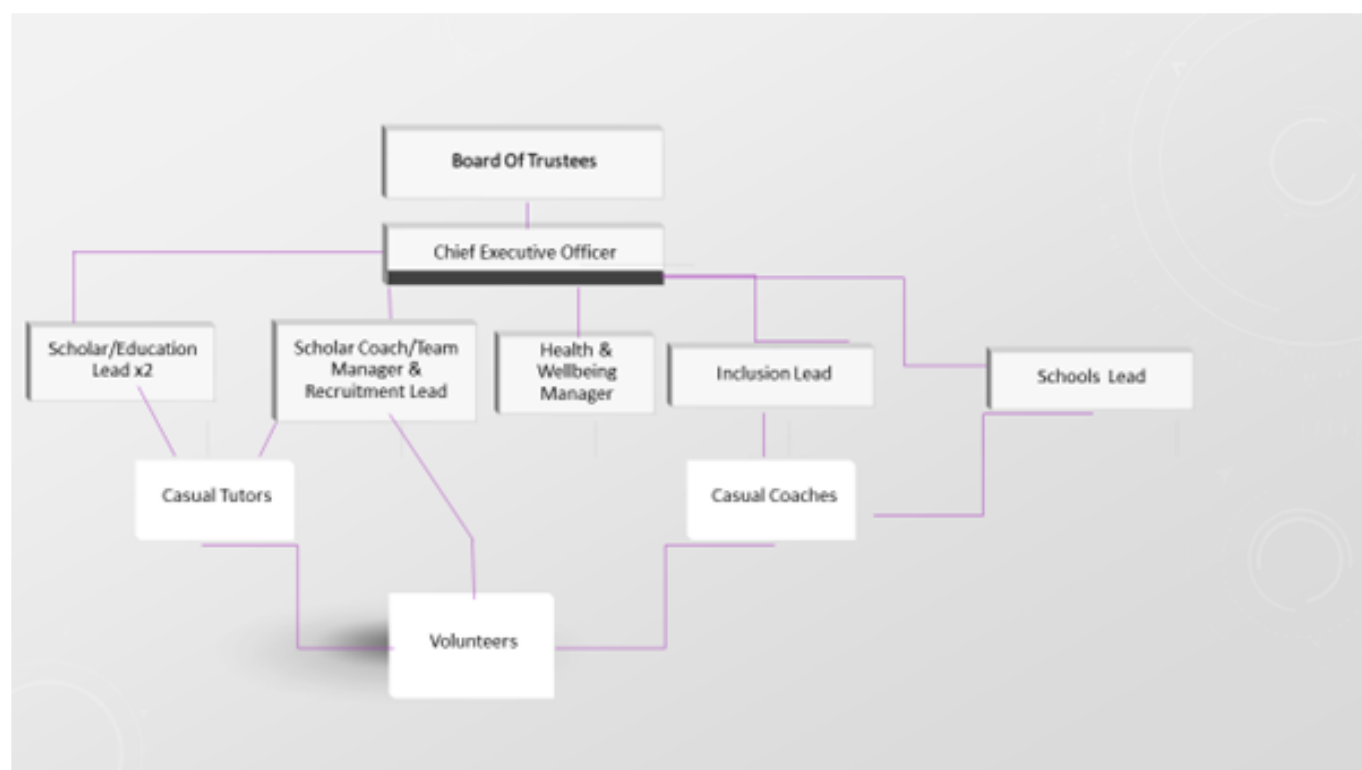 Board Of Trustees
Chief Executive Officer
Scholar/Education
Lead x2
Scholar Coach/Team
Manager &
Recruitment Lead
Health &
Wellbeing
Manager
Inclusion Lead
Schools Lead
Casual Tutors
Casual Coaches
Volunteers